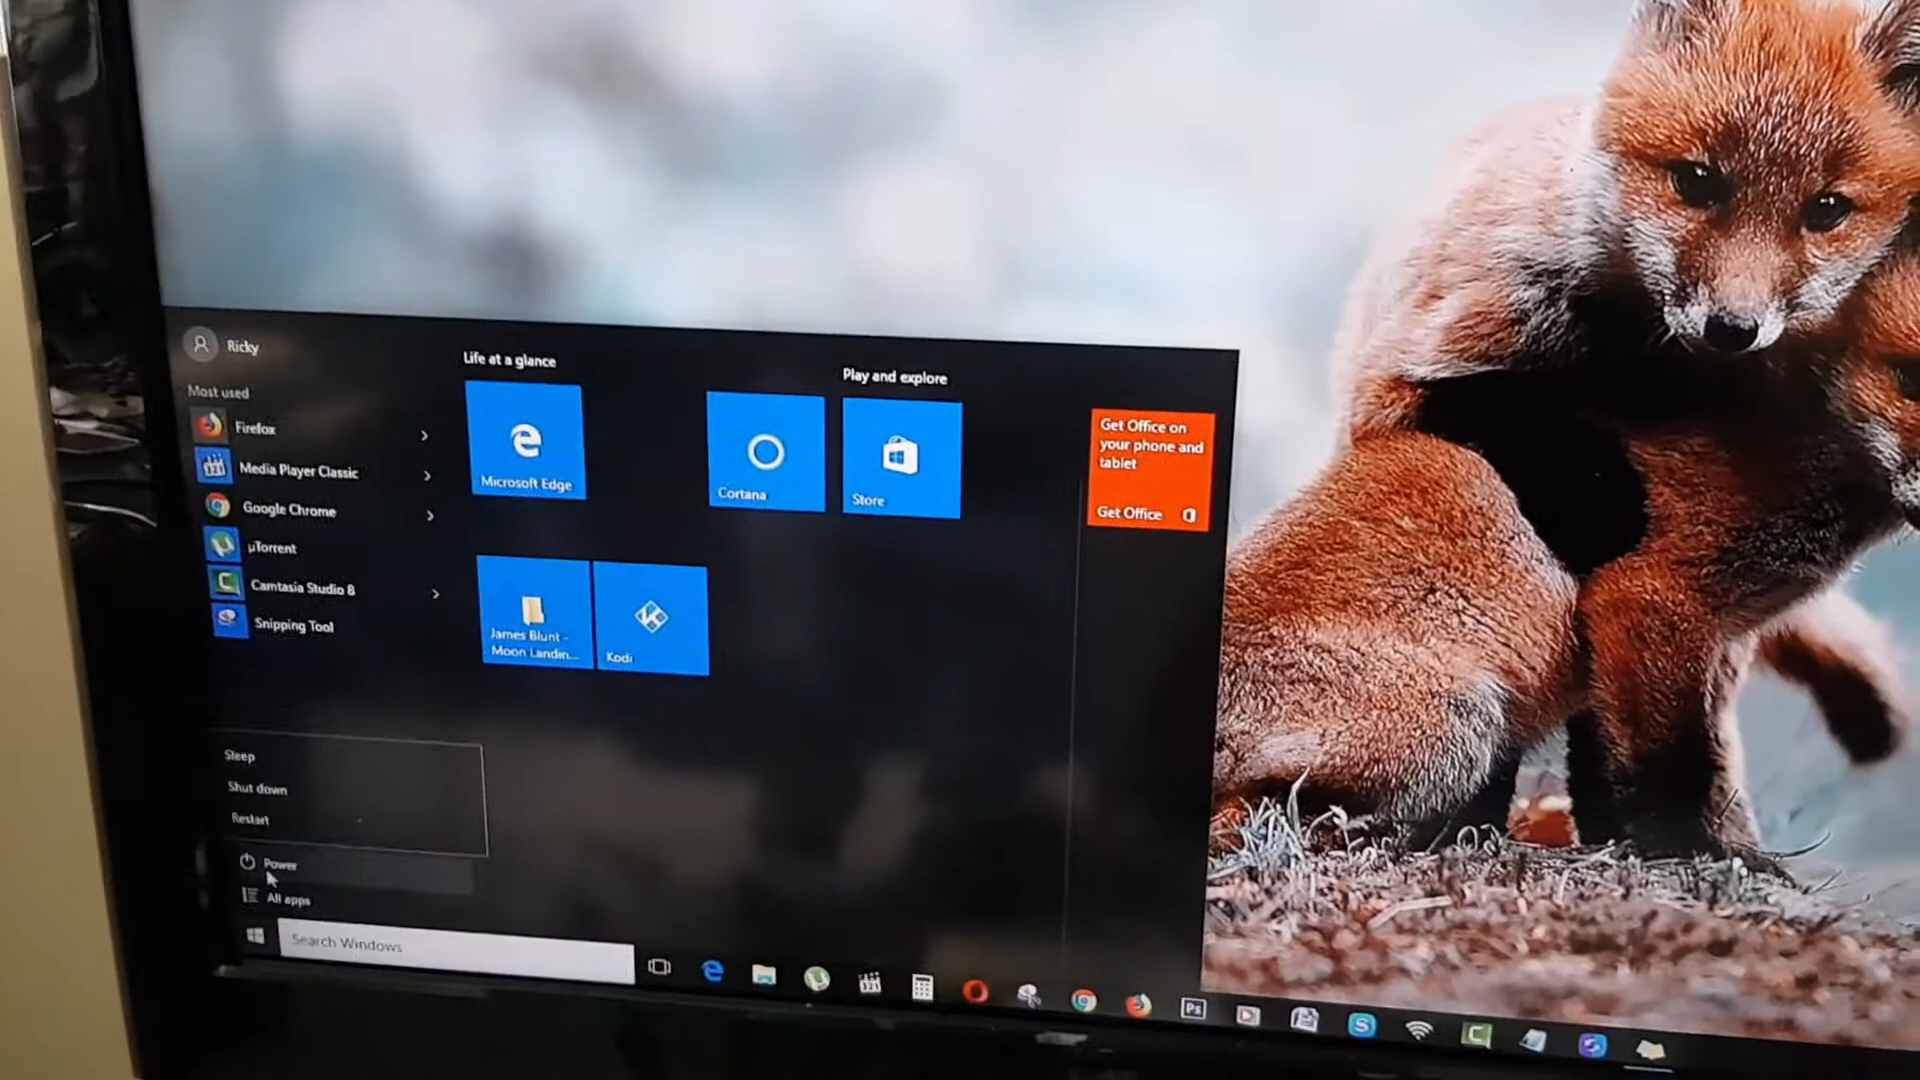 Ricky
Most used
Firefox
Media Player Classic
Google Chrome
µTorrent
Camtasia Studio 8
Snipping Tool
Sleep
Shut down
Restart
Power
All apps
Search Windows
Life at a glance
Microsoft Edge
Cortana
James Blunt -
Moon Landin...
Kodi
Play and explore
Store
Get Office on
your phone and
tablet
Get Office
321
Ps